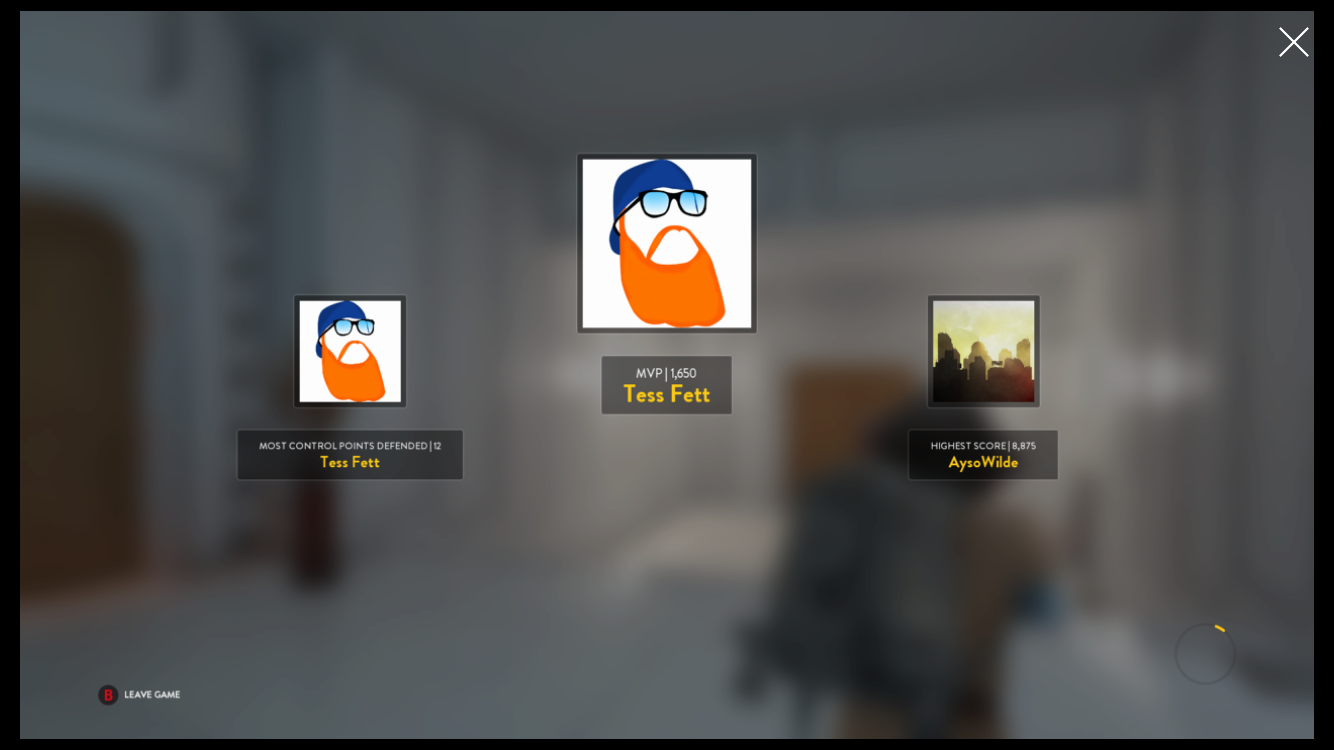 MVP | 1,650
Tess Fett
MOST CONTROL POINTS DEFENDED | 12
Tess Fett
HIGHEST SCORE | 8,875
AysoWilde
B LEAVE GAME